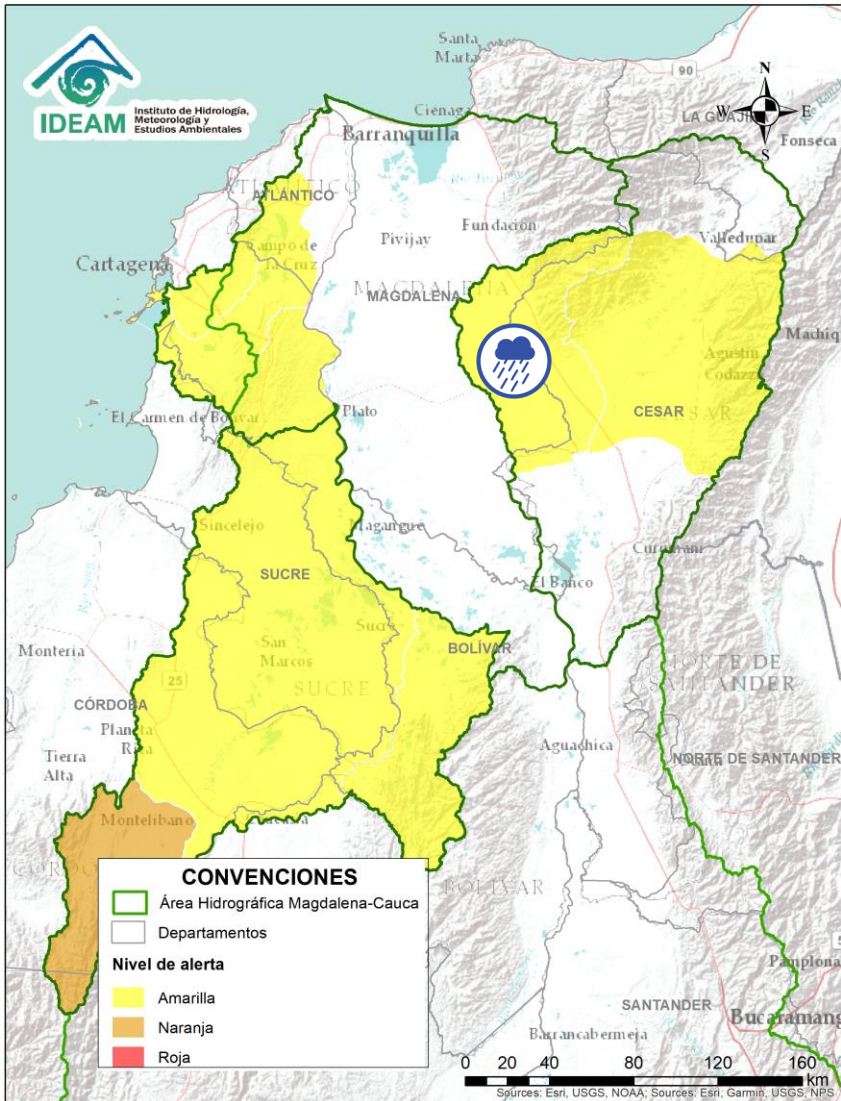 IDEAM
Instituto de Hidrología,
Meteorología y
Estudios Ambientales
Santa
Marta
90
N
W
E
S
Ciénaga
Barranquilla
LA GUAJIRA
Fonseca
ATLÁNTICO
Pivijay
Fundación
Valledupar
Campo de
la Cruz
Cartagena
MAGDALENA
MAGDALENA
Agustín
Codazzi
El Carmen de Bolívar
Plato
CESAR
Sincelejo
Magangue
Curumaní
SUCRE
El Banco
Montería
San
Marcos
Sucre
BOLÍVAR
NORTE DE
SANTANDER
25
SUCRE
CÓRDOBA
Planeta
Rica
Tierra
Alta
Aguachica
NORTE DE SANTANDER
Montelibano
BOLÍVAR
CONVENCIONES
Área Hidrográfica Magdalena-Cauca
Departamentos
Nivel de alerta
Amarilla
Naranja
Roja
Pamplona
SANTANDER
Bucaramang
Barrancabermeja
0 20 40 80 120 160
km
Sources: Esri, USGS, NOAA; Sources: Esri, Garmin, USGS, NPS